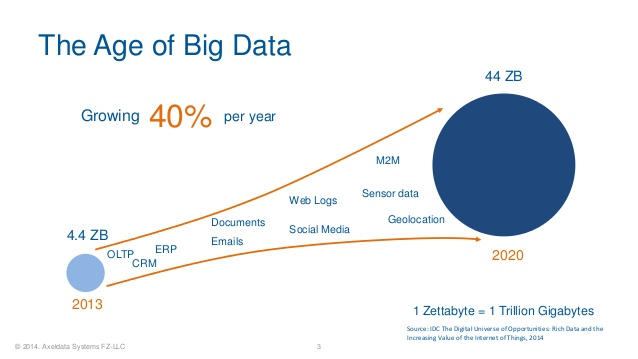 The Age of Big Data
44 ZB
Growing 40% per year
M2M
Sensor data
Web Logs
Geolocation
Documents
Social Media
Emails
4.4 ZB
ERP
OLTP
CRM
2020
2013
1 Zettabyte = 1 Trillion Gigabytes
Source: IDC The Digital Universe of Opportunities: Rich Data and the
Increasing Value of the Internet of Things, 2014
© 2014. Axeldata Systems FZ-LLC
3